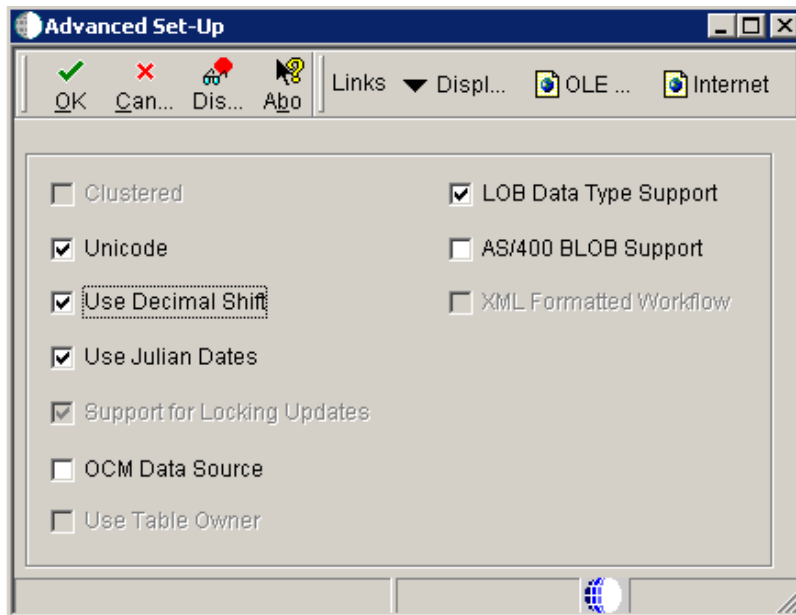 Advanced Set-Up
OK Can... Dis... Abo Links Displ... OLE ... Internet
Clustered
LOB Data Type Support
Unicode
AS/400 BLOB Support
Use Decimal Shift
XML Formatted Workflow
Use Julian Dates
Support for Locking Updates
OCM Data Source
Use Table Owner